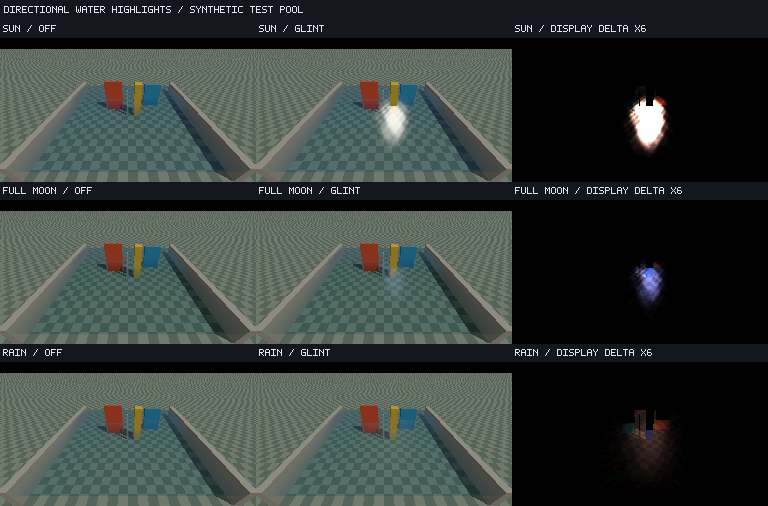 DIRECTIONAL WATER HIGHLIGHTS / SYNTHETIC TEST POOL
SUN / OFF
SUN / GLINT
SUN / DISPLAY DELTA X6
FULL MOON / OFF
FULL MOON / GLINT
FULL MOON / DISPLAY DELTA X6
RAIN / OFF
RAIN / GLINT
RAIN / DISPLAY DELTA X6